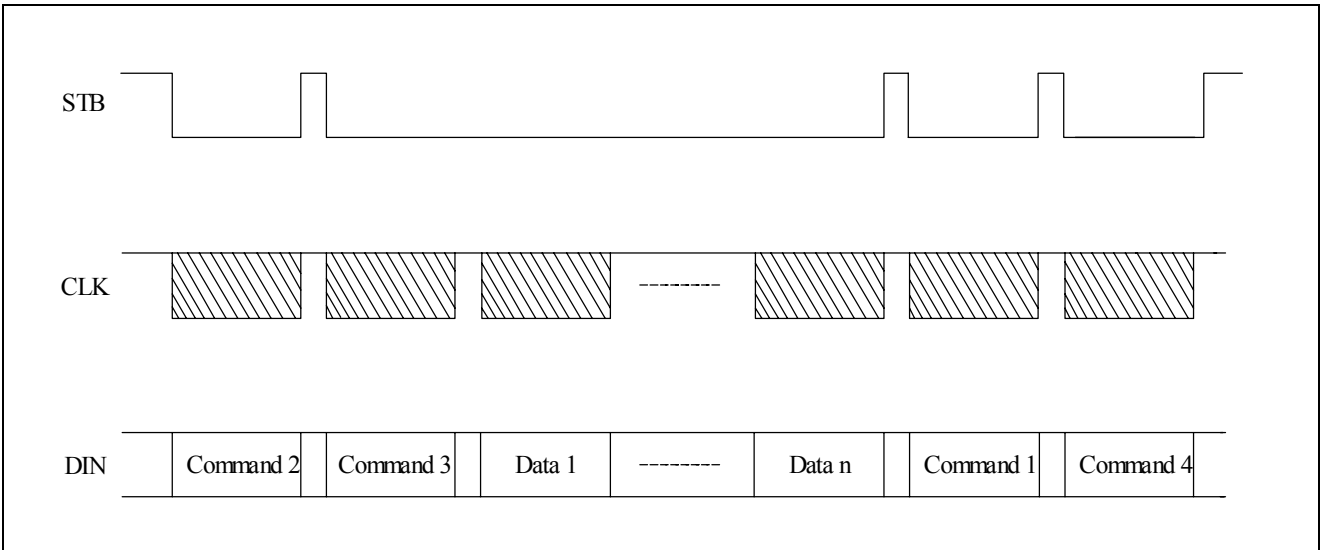 STB
CLK
DIN Command 2 Command 3 Data 1 -------- Data n Command 1 Command 4